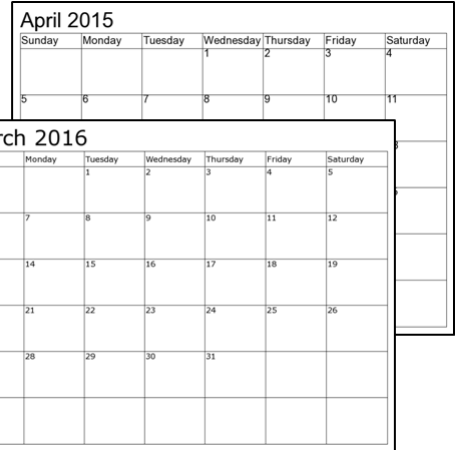 April 2015
Sunday Monday Tuesday Wednesday Thursday Friday Saturday
1 2 3 4
5 6 7 8 9 10 11
rch 2016
Monday Tuesday Wednesday Thursday Friday Saturday
1 2 3 4 5
7 8 9 10 11 12
14 15 16 17 18 19
21 22 23 24 25 26
28 29 30 31